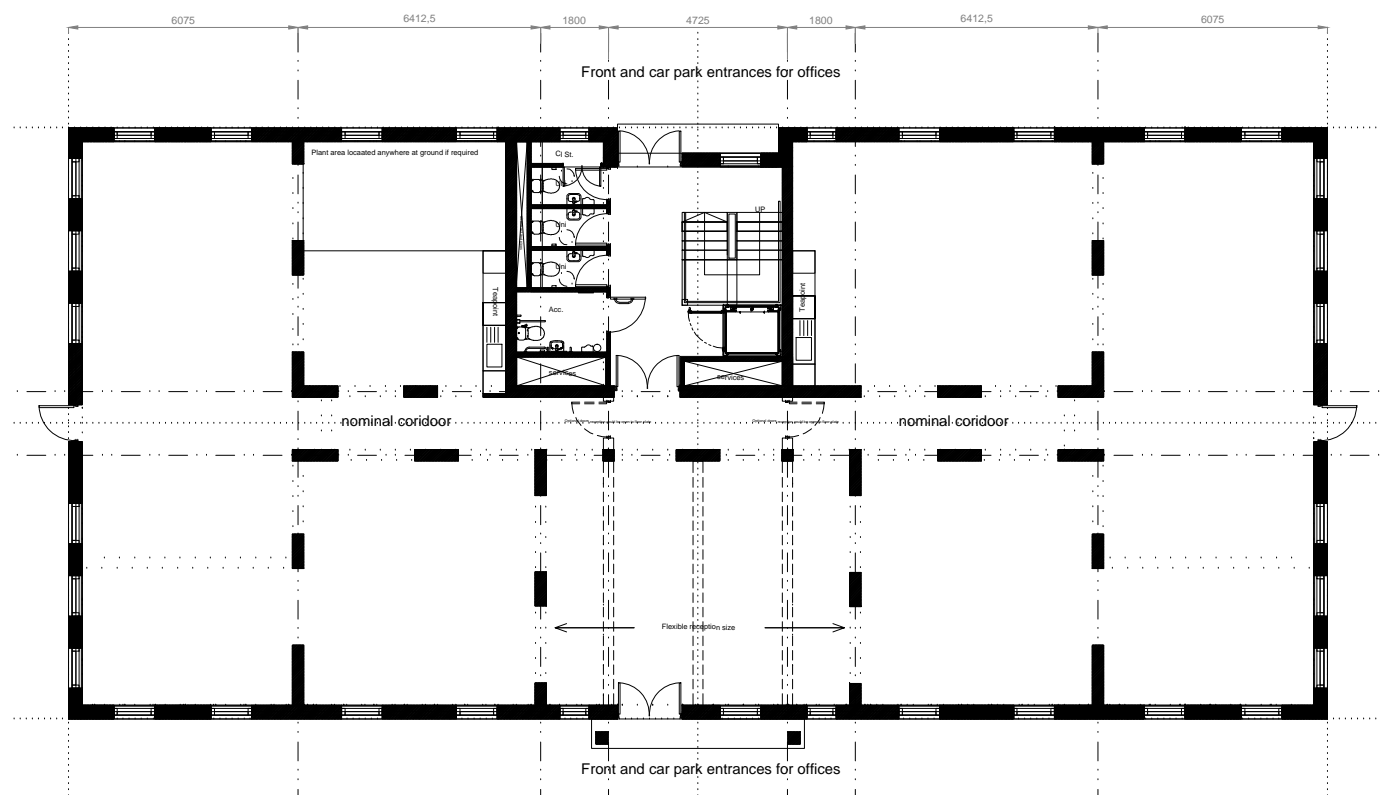 6075
6412,5
1800
4725
1800
6412,5
6075
Front and car park entrances for offices
Plant area locaated anywhere at ground if required
St.
UP
Uni
Uni
Teapoint
Teapoint
Acc.
services
services
nominal coridoor
nominal coridoor
Flexible reception size
Front and car park entrances for offices